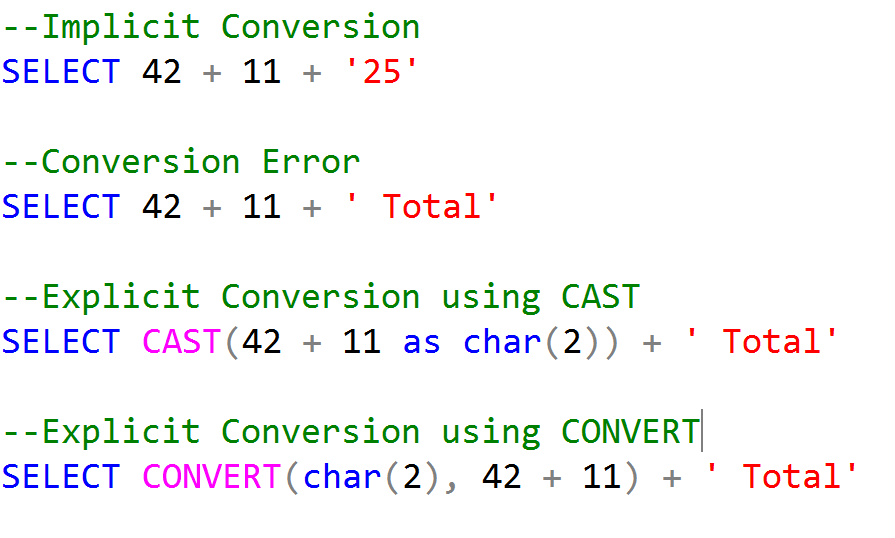 --Implicit Conversion
SELECT 42 + 11 + '25'
--Conversion Error
SELECT 42 + 11 + ' Total'
--Explicit Conversion using CAST
SELECT CAST(42 + 11 as char(2)) + ' Total'
--Explicit Conversion using CONVERT
SELECT CONVERT(char(2), 42 + 11) + ' Total'